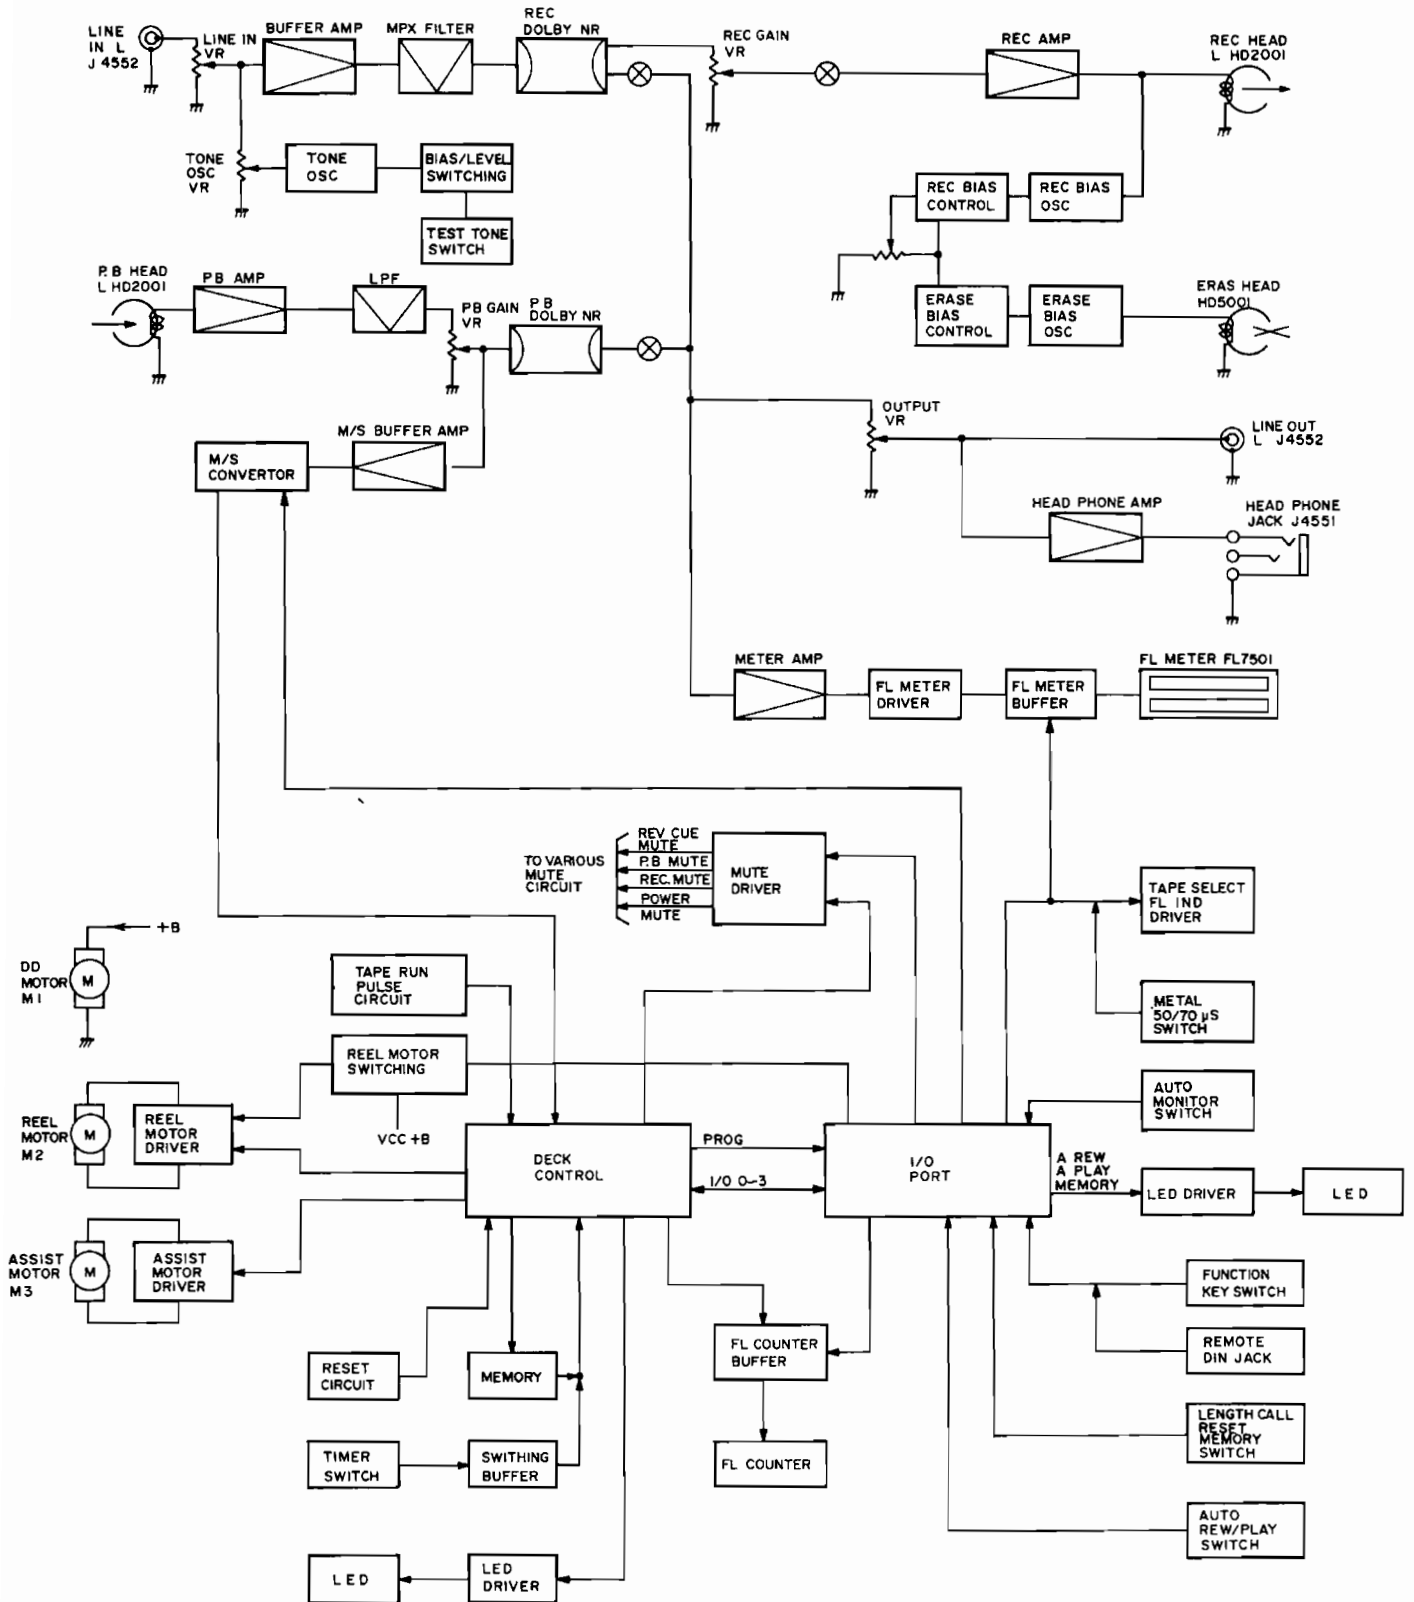 LINE
IN L
J 4552
LINE IN
VR
BUFFER AMP
MPX FILTER
REC
DOLBY NR
REC GAIN
VR
REC AMP
REC HEAD
L HD2001
TONE
OSC
VR
TONE
OSC
BIAS/LEVEL
SWITCHING
TEST TONE
SWITCH
REC BIAS
CONTROL
REC BIAS
OSC
P.B HEAD
L HD2001
PB AMP
LPF
PB GAIN
VR
PB
DOLBY NR
ERASE
BIAS
CONTROL
ERASE
BIAS
OSC
ERAS HEAD
HD5001
M/S BUFFER AMP
M/S
CONVERTOR
OUTPUT
VR
LINE OUT
L J4552
HEAD PHONE AMP
HEAD PHONE
JACK J4551
METER AMP
FL METER
DRIVER
FL METER
BUFFER
FL METER FL7501
TO VARIOUS
MUTE
CIRCUIT
REV CUE
MUTE
P.B MUTE
REC. MUTE
POWER
MUTE
MUTE
DRIVER
TAPE SELECT
FL IND
DRIVER
METAL
50/70 μS
SWITCH
+B
DD
MOTOR
M1
M
TAPE RUN
PULSE
CIRCUIT
REEL MOTOR
SWITCHING
VCC +B
AUTO
MONITOR
SWITCH
REEL
MOTOR
M2
M
REEL
MOTOR
DRIVER
DECK
CONTROL
PROG
I/O 0-3
I/O
PORT
A REW
A PLAY
MEMORY
LED DRIVER
LED
ASSIST
MOTOR
M3
M
ASSIST
MOTOR
DRIVER
FUNCTION
KEY SWITCH
RESET
CIRCUIT
MEMORY
FL COUNTER
BUFFER
REMOTE
DIN JACK
LENGTH CALL
RESET
MEMORY
SWITCH
TIMER
SWITCH
SWITHING
BUFFER
FL COUNTER
AUTO
REW/PLAY
SWITCH
LED
LED
DRIVER